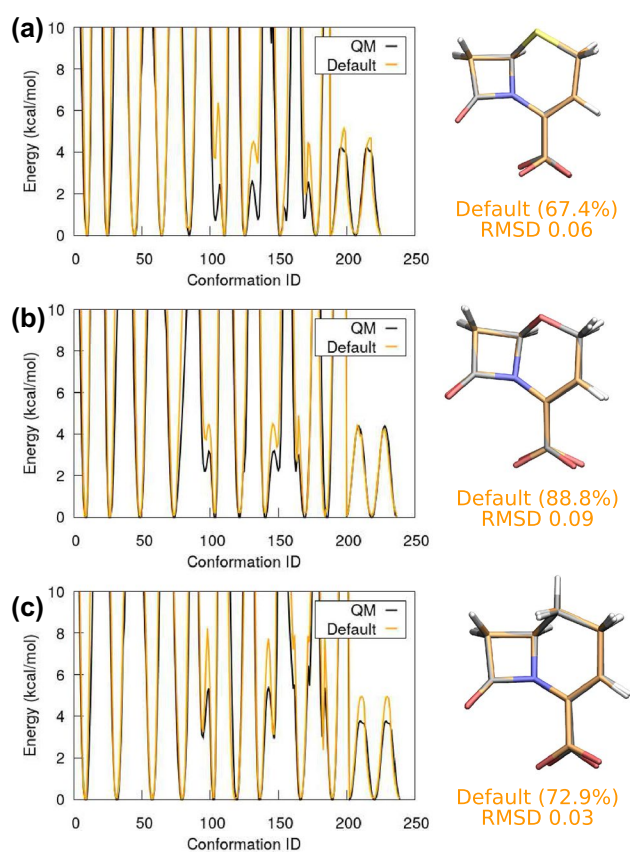 (a)
10
8
6
4
2
0
Energy (kcal/mol)
QM
Default
0 50 100 150 200 250
Conformation ID
Default (67.4%)
RMSD 0.06
(b)
10
8
6
4
2
0
Energy (kcal/mol)
QM
Default
0 50 100 150 200 250
Conformation ID
Default (88.8%)
RMSD 0.09
(c)
10
8
6
4
2
0
Energy (kcal/mol)
QM
Default
0 50 100 150 200 250
Conformation ID
Default (72.9%)
RMSD 0.03